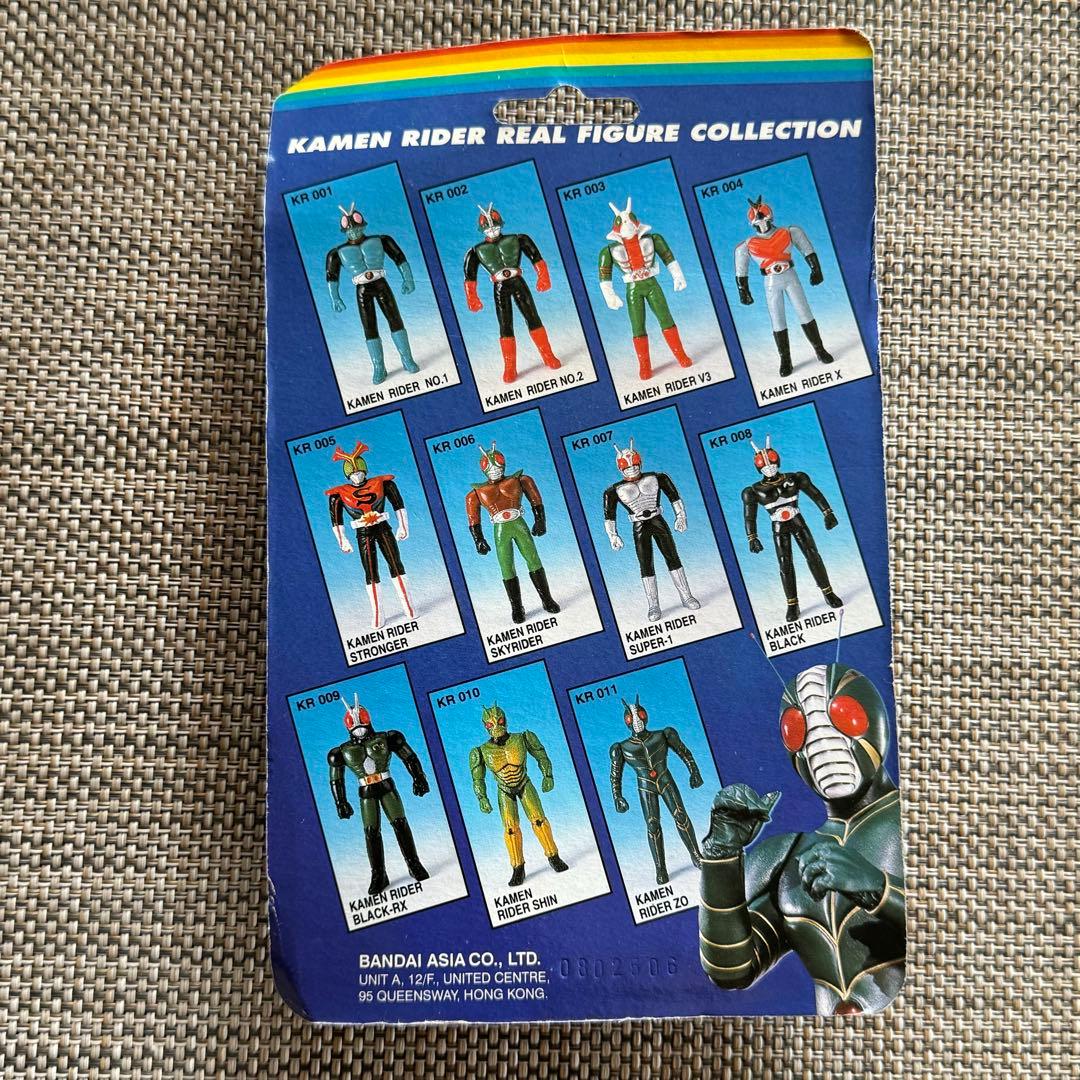 KAMEN RIDER REAL FIGURE COLLECTION
KR 001
KAMEN RIDER NO.1
KR 002
KAMEN RIDER NO.2
KR 003
KAMEN RIDER V3
KR 004
KAMEN RIDER X
KR 005
KAMEN RIDER
STRONGER
KR 006
KAMEN RIDER
SKYRIDER
KR 007
KAMEN RIDER
SUPER-1
KR 008
KAMEN RIDER
BLACK
KR 009
KAMEN RIDER
BLACK-RX
KR 010
KAMEN
RIDER SHIN
KR 011
KAMEN
RIDER ZO
BANDAI ASIA CO., LTD.
UNIT A, 12/F., UNITED CENTRE,
95 QUEENSWAY, HONG KONG.
0802506